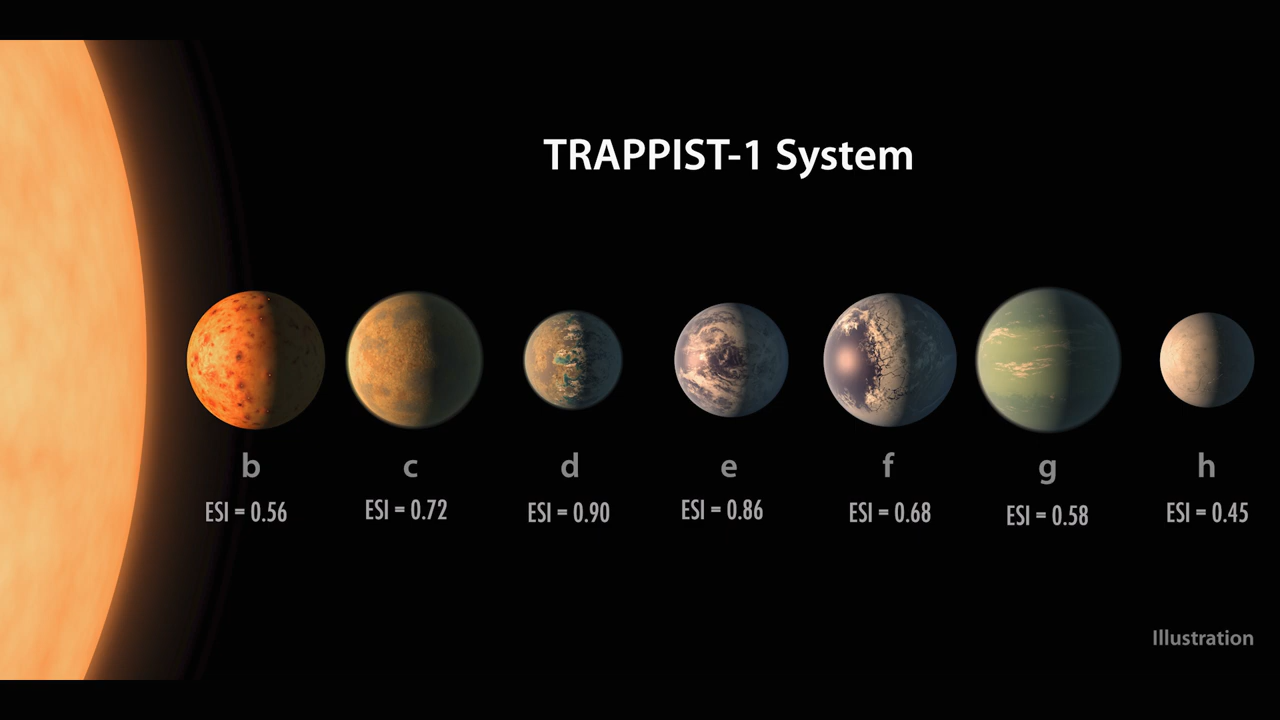 TRAPPIST-1 System
b
c
d
e
f
g
h
ESI = 0.56
ESI = 0.72
ESI = 0.90
ESI = 0.86
ESI = 0.68
ESI = 0.58
ESI = 0.45
Illustration